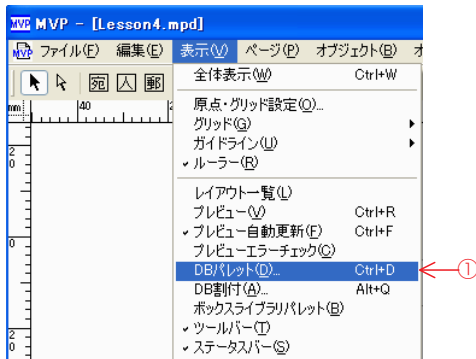 MVP - [Lesson4.mpd]
ファイル(F) 編集(E) 表示(V) ページ(P) オブジェクト(B)
宛 人 郵
全体表示(W) Ctrl+W
mm 40
原点・グリッド設定(O)...
グリッド(G)
ガイドライン(U)
✓ルーラー(R)
20
レイアウト一覧(L)
プレビュー(V) Ctrl+R
✓プレビュー自動更新(F) Ctrl+F
プレビューエラーチェック(C)
0
DBパレット(D)... Ctrl+D ①
DB割付(A)... Alt+Q
ボックスライブラリパレット(B)
✓ツールバー(T)
20
✓ステータスバー(S)